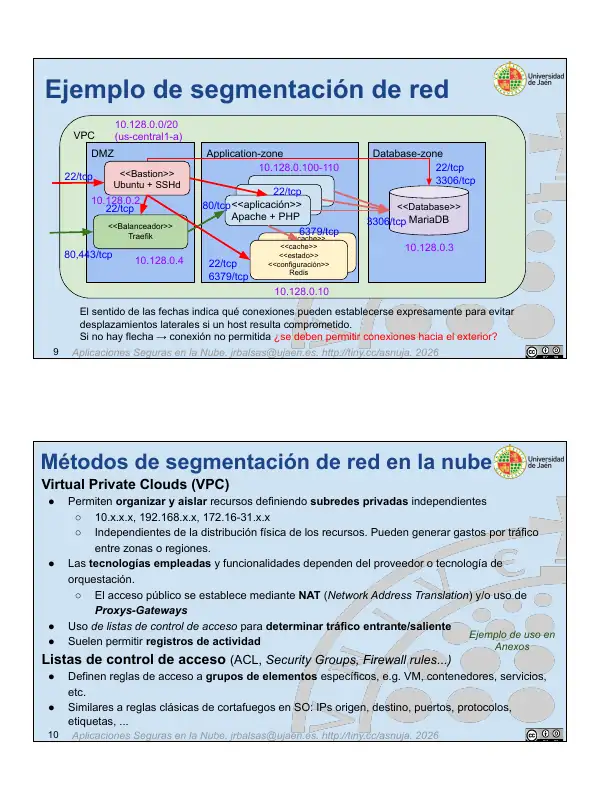 Ejemplo de segmentación de red
Universidad
de Jaén
10.128.0.0/20
(us-central1-a)
VPC
DMZ
Application-zone
Database-zone
22/tcp
<<Bastion>>
Ubuntu + SSHd
10.128.0.2
22/tcp
<<Balanceador>>
Traefik
80,443/tcp
10.128.0.4
10.128.0.100-110
22/tcp
80/tcp
<<aplicación>>
Apache + PHP
6379/tcp
<<cache>>
<<cache>>
<<estado>>
<<configuración>>
Redis
22/tcp
6379/tcp
10.128.0.10
22/tcp
3306/tcp
<<Database>>
MariaDB
3306/tcp
10.128.0.3
El sentido de las fechas indica qué conexiones pueden establecerse expresamente para evitar
desplazamientos laterales si un host resulta comprometido.
Si no hay flecha → conexión no permitida ¿se deben permitir conexiones hacia el exterior?
9 Aplicaciones Seguras en la Nube. jrbalsas@ujaen.es. http://tiny.cc/asnuja. 2026
Métodos de segmentación de red en la nube
Universidad
de Jaén
Virtual Private Clouds (VPC)
● Permiten organizar y aislar recursos definiendo subredes privadas independientes
○ 10.x.x.x, 192.168.x.x, 172.16-31.x.x
○ Independientes de la distribución física de los recursos. Pueden generar gastos por tráfico
entre zonas o regiones.
● Las tecnologías empleadas y funcionalidades dependen del proveedor o tecnología de
orquestación.
○ El acceso público se establece mediante NAT (Network Address Translation) y/o uso de
Proxys-Gateways
● Uso de listas de control de acceso para determinar tráfico entrante/saliente
● Suelen permitir registros de actividad
Ejemplo de uso en
Anexos
Listas de control de acceso (ACL, Security Groups, Firewall rules...)
● Definen reglas de acceso a grupos de elementos específicos, e.g. VM, contenedores, servicios,
etc.
● Similares a reglas clásicas de cortafuegos en SO: IPs origen, destino, puertos, protocolos,
etiquetas, ...
10 Aplicaciones Seguras en la Nube. jrbalsas@ujaen.es. http://tiny.cc/asnuja. 2026